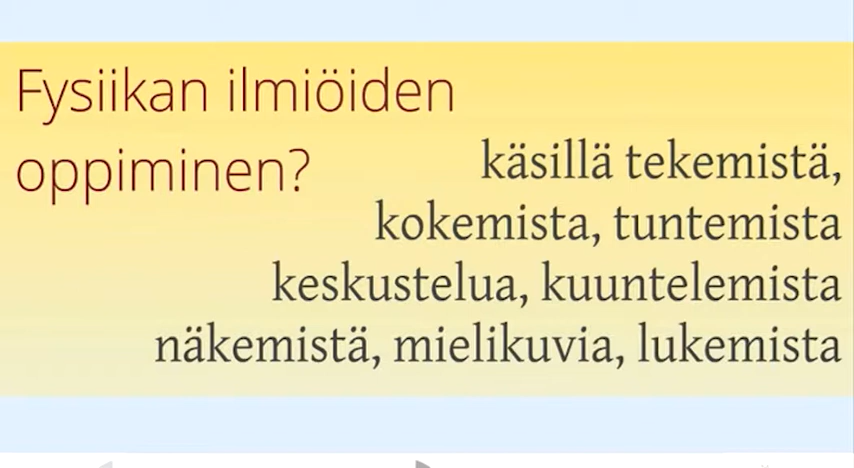 Fysiikan ilmiöiden
oppiminen?
käsillä tekemistä,
kokemista, tuntemista
keskustelua, kuuntelemista
näkemistä, mielikuvia, lukemista